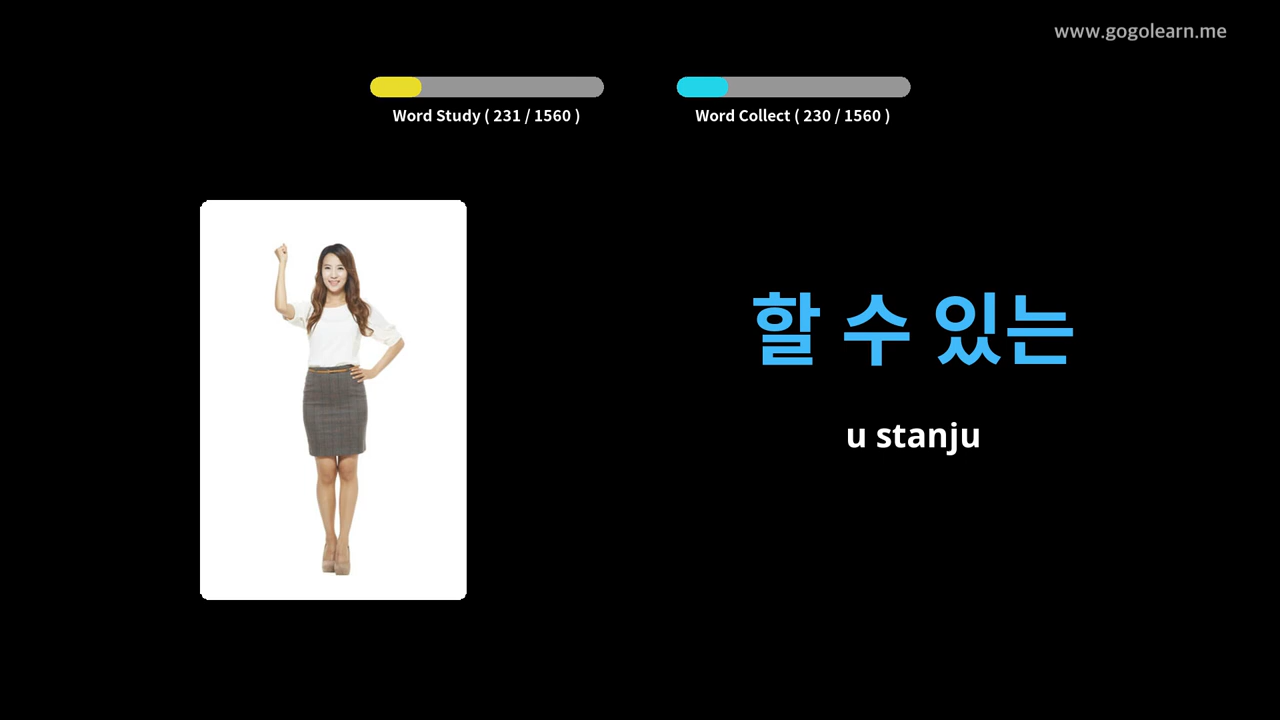 www.gogolearn.me
Word Study ( 231 / 1560 )
Word Collect ( 230 / 1560 )
할 수 있는
u stanju